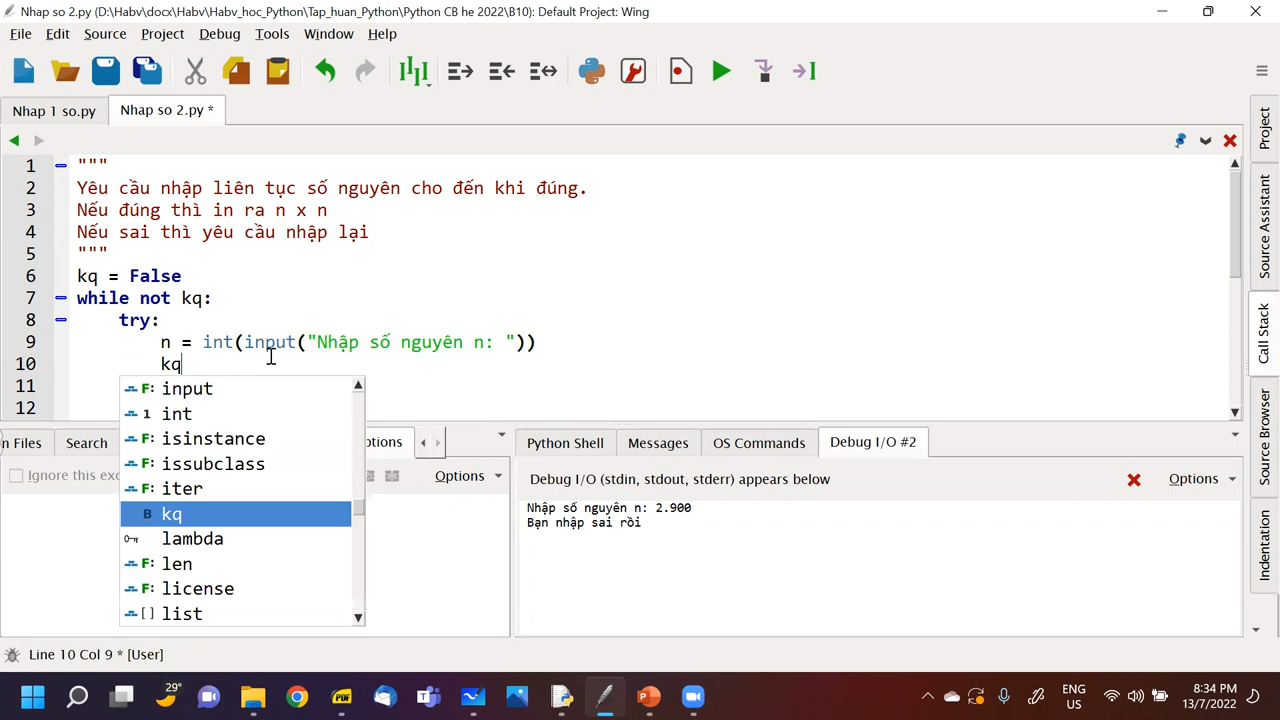 Nhap so 2.py (D:\Habv\docx\Habv\Habv_hoc_Python\Tap_huan_Python\Python CB he 2022\B10): Default Project: Wing
File Edit Source Project Debug Tools Window Help
Nhap 1 so.py Nhap so 2.py *
1 """
2 Yêu cầu nhập liên tục số nguyên cho đến khi đúng.
3 Nếu đúng thì in ra n x n
4 Nếu sai thì yêu cầu nhập lại
5 """
6 kq = False
7 while not kq:
8 try:
9 n = int(input("Nhập số nguyên n: "))
10 kq
11
12
F: input
1 int
F: isinstance
F: issubclass
F: iter
B kq
lambda
F: len
F: license
[] list
n Files Search ptions
Ignore this exc Options
Python Shell Messages OS Commands Debug I/O #2
Debug I/O (stdin, stdout, stderr) appears below Options
Nhập số nguyên n: 2.900
Bạn nhập sai rồi
Project
Source Assistant
Call Stack
Source Browser
Indentation
Line 10 Col 9 * [User]
29°
PDF
ENG
US
8:34 PM
13/7/2022